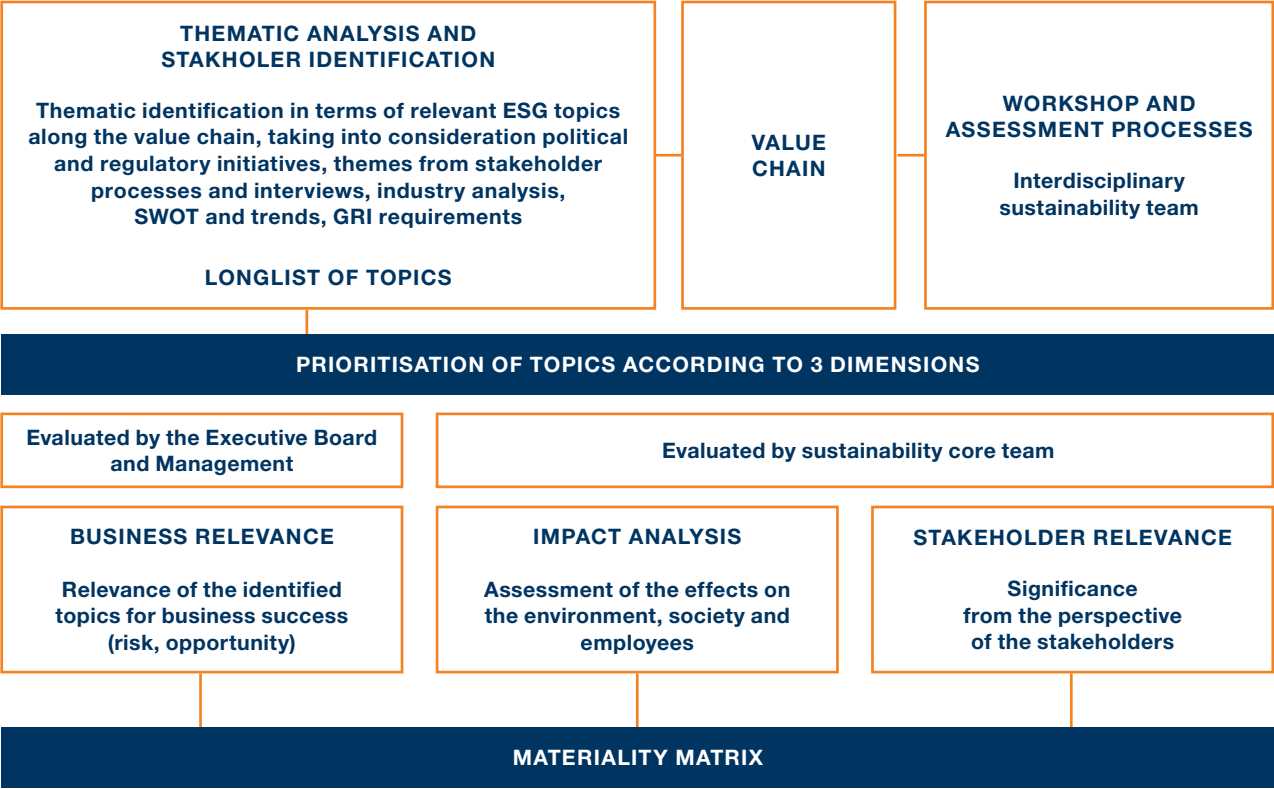 THEMATIC ANALYSIS AND
STAKHOLER IDENTIFICATION
Thematic identification in terms of relevant ESG topics
along the value chain, taking into consideration political
and regulatory initiatives, themes from stakeholder
processes and interviews, industry analysis,
SWOT and trends, GRI requirements
LONGLIST OF TOPICS
VALUE
CHAIN
WORKSHOP AND
ASSESSMENT PROCESSES
Interdisciplinary
sustainability team
PRIORITISATION OF TOPICS ACCORDING TO 3 DIMENSIONS
Evaluated by the Executive Board
and Management
Evaluated by sustainability core team
BUSINESS RELEVANCE
Relevance of the identified
topics for business success
(risk, opportunity)
IMPACT ANALYSIS
Assessment of the effects on
the environment, society and
employees
STAKEHOLDER RELEVANCE
Significance
from the perspective
of the stakeholders
MATERIALITY MATRIX